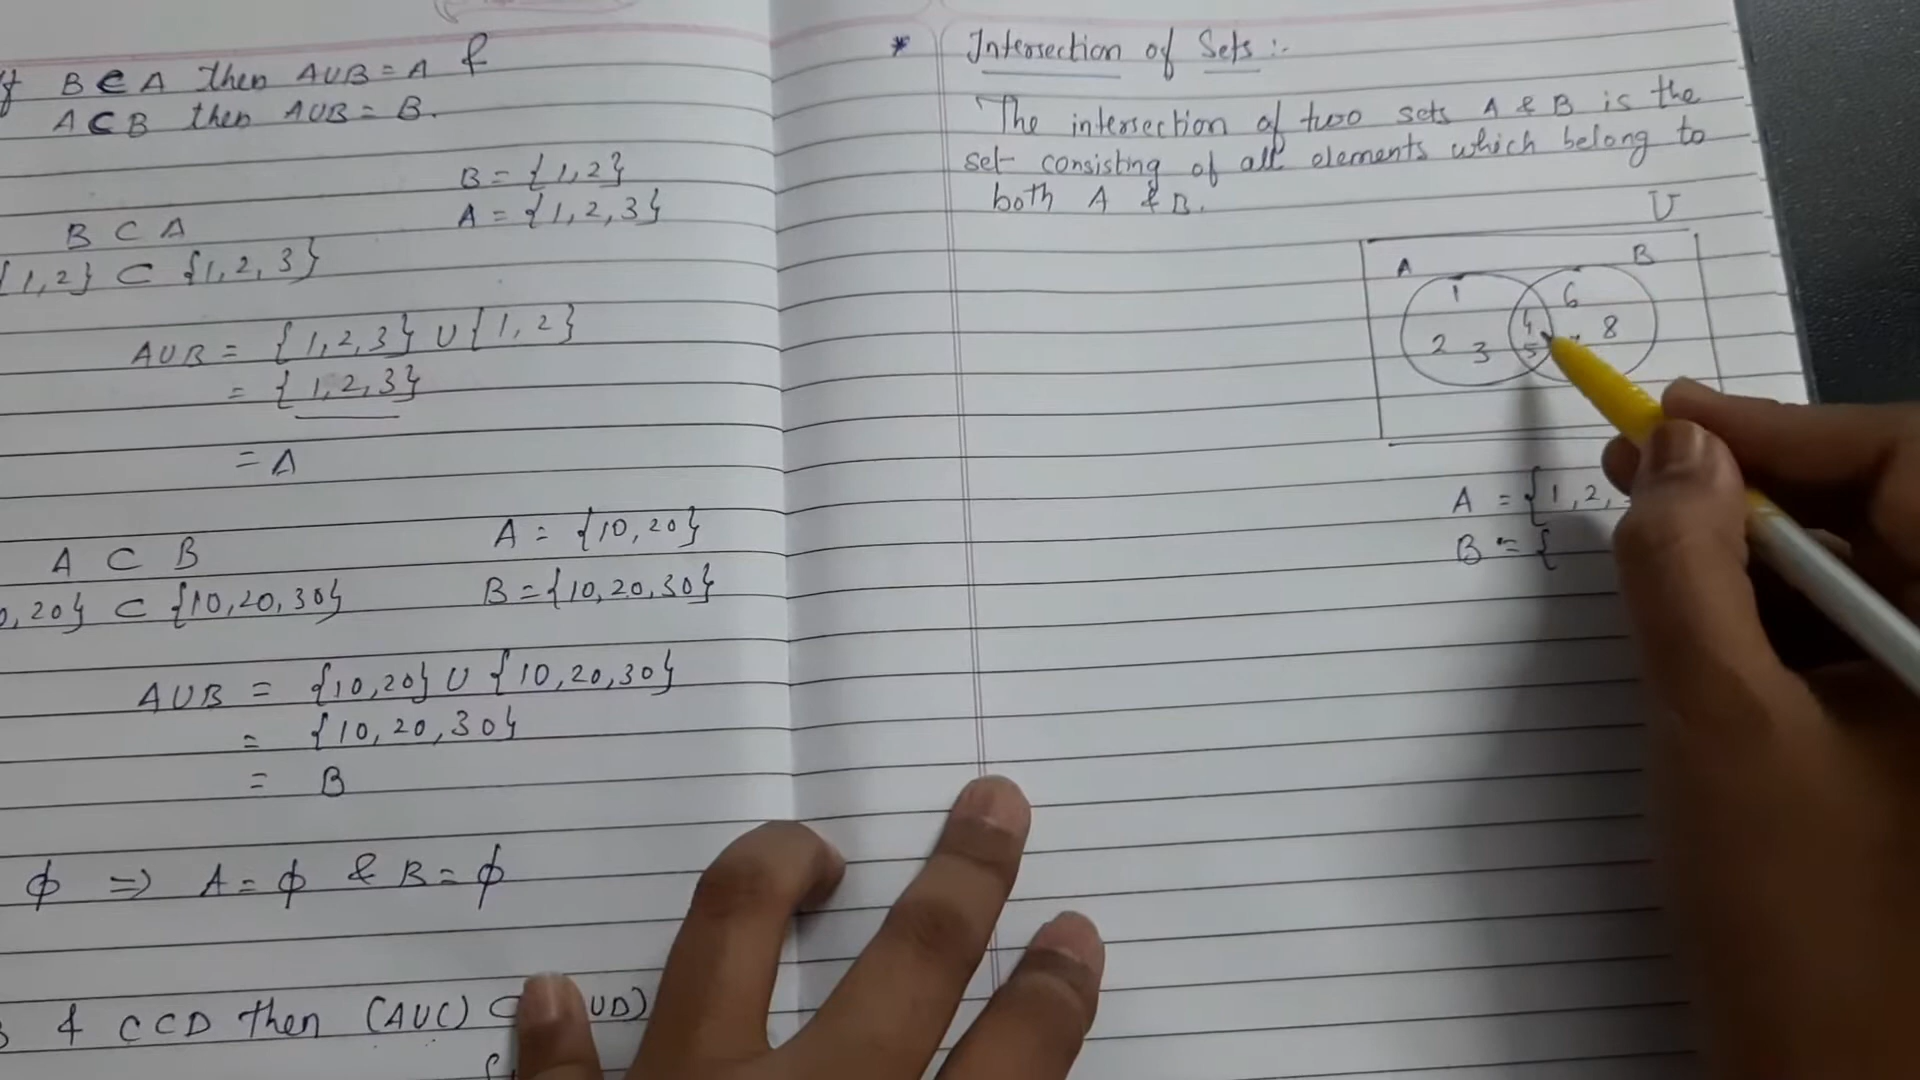 If B ⊂ A then AUB = A &
A ⊂ B then AUB = B.
B = {1,2}
A = {1,2,3}
B ⊂ A
{1,2} ⊂ {1,2,3}
AUB = {1,2,3} U {1,2}
= {1,2,3}
= A
A ⊂ B
A = {10,20}
B = {10,20,30}
, 20} ⊂ {10,20,30}
AUB = {10,20} U {10,20,30}
= {10,20,30}
= B
ϕ => A = ϕ & B = ϕ
& C⊂D then (AUC) ⊂ UD)
* Intersection of Sets :-
The intersection of two sets A & B is the
set consisting of all elements which belong to
both A & B.
U
A B
1 6
2 3 4 5 8
A = {1,2,
B = {